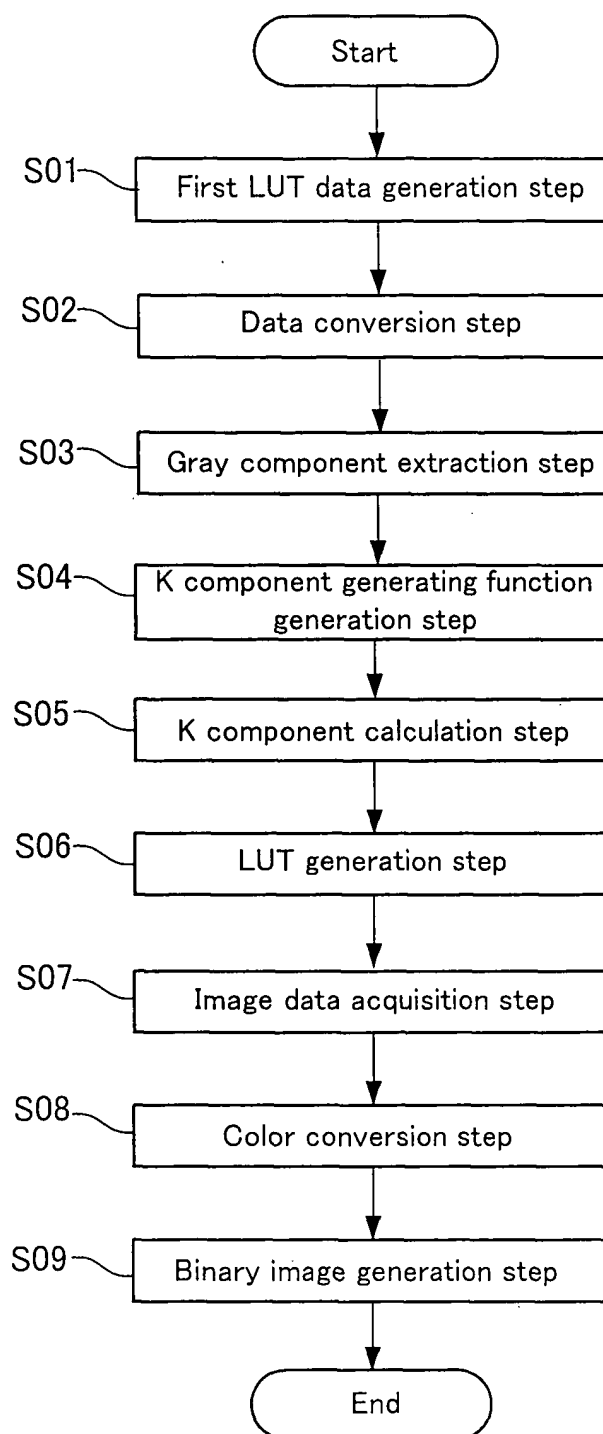 Start
S01
First LUT data generation step
S02
Data conversion step
S03
Gray component extraction step
S04
K component generating function
generation step
S05
K component calculation step
S06
LUT generation step
S07
Image data acquisition step
S08
Color conversion step
S09
Binary image generation step
End